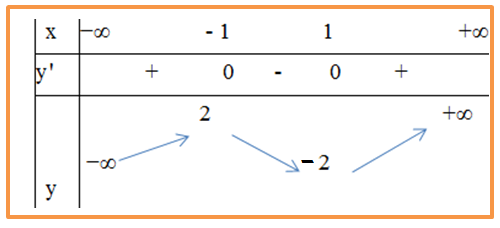 x −∞ - 1 1 +∞
y' + 0 - 0 +
2 +∞
−∞ − 2
y